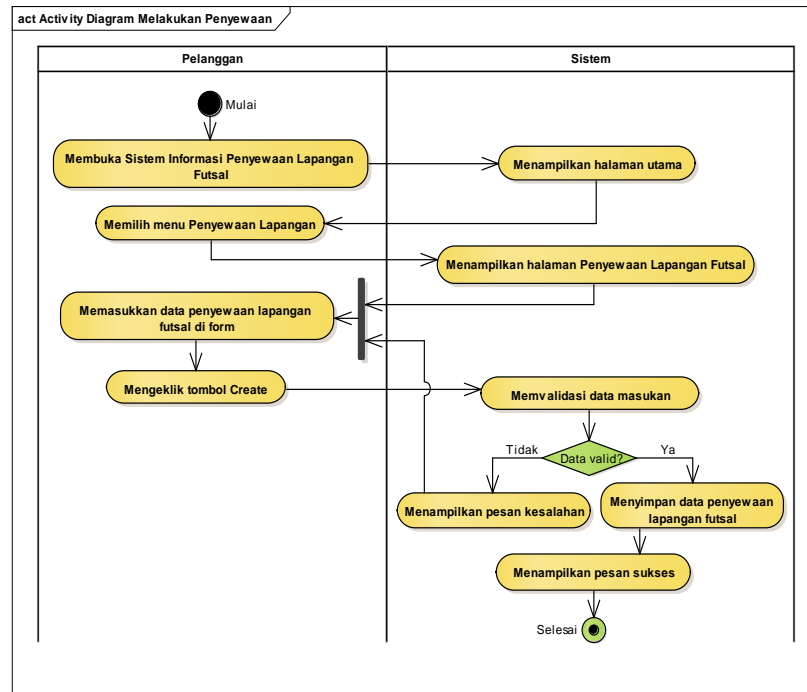 act Activity Diagram Melakukan Penyewaan
Pelanggan
Sistem
Mulai
Membuka Sistem Informasi Penyewaan Lapangan
Futsal
Menampilkan halaman utama
Memilih menu Penyewaan Lapangan
Menampilkan halaman Penyewaan Lapangan Futsal
Memasukkan data penyewaan lapangan
futsal di form
Mengeklik tombol Create
Memvalidasi data masukan
Tidak
Data valid?
Ya
Menampilkan pesan kesalahan
Menyimpan data penyewaan
lapangan futsal
Menampilkan pesan sukses
Selesai